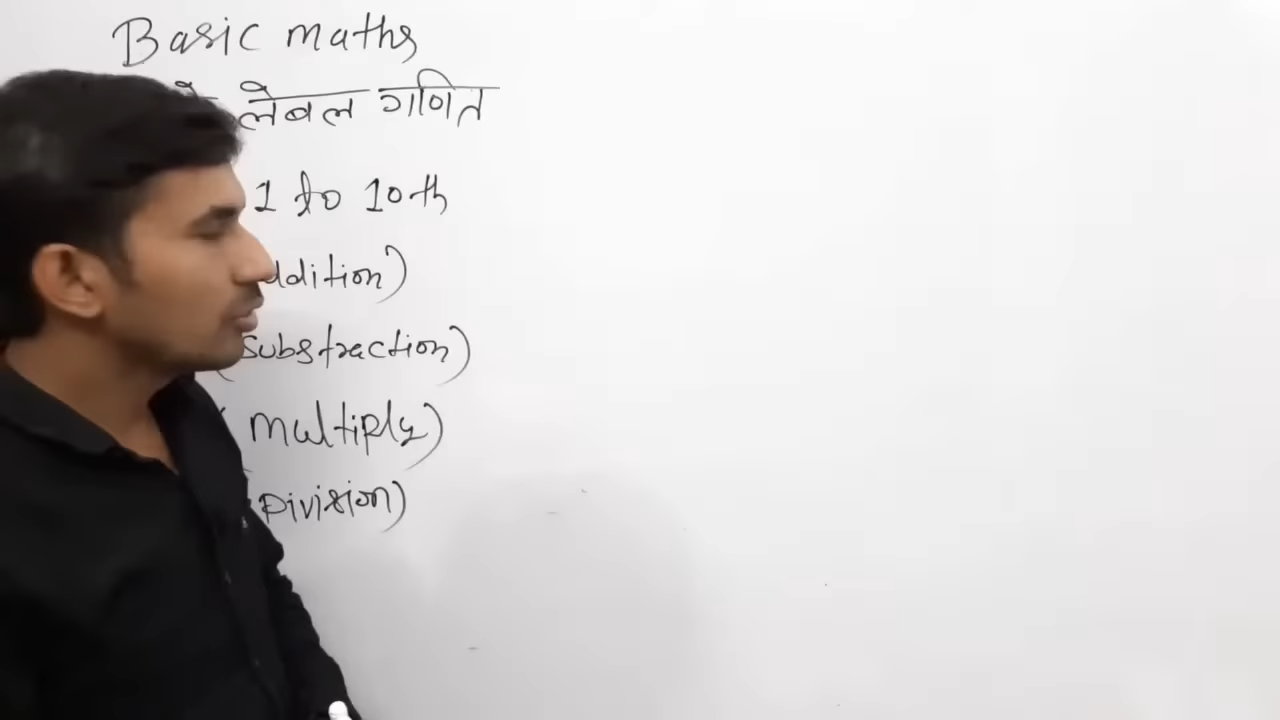 Basic maths
लेबल गणित
1 to 10th
ddition)
(Substraction)
( Multiply)
Division)